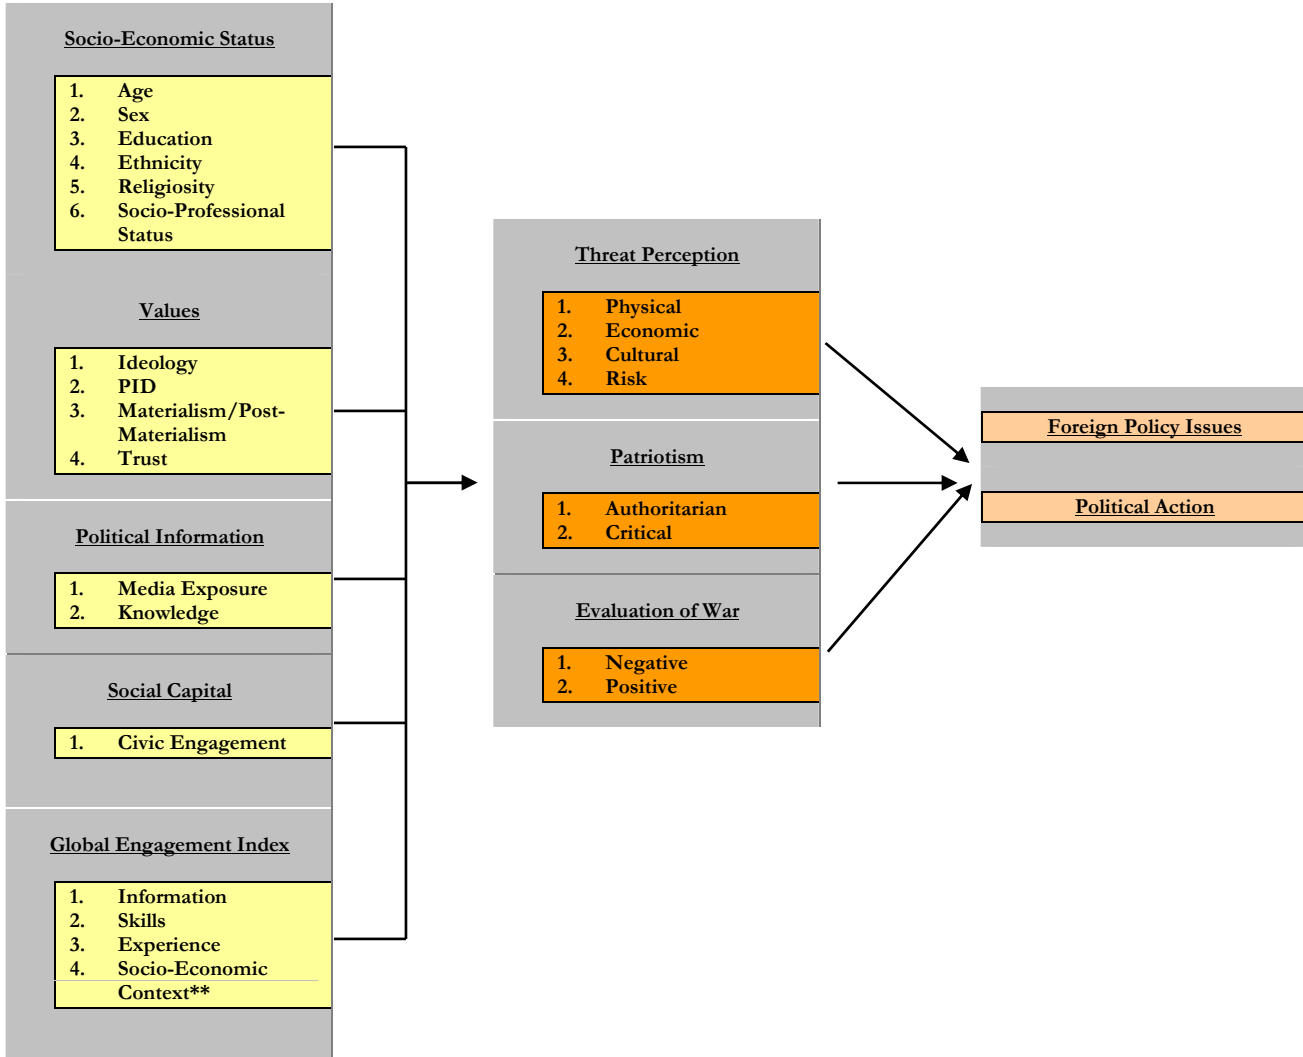 Socio-Economic Status
1. Age
2. Sex
3. Education
4. Ethnicity
5. Religiosity
6. Socio-Professional
Status
Values
1. Ideology
2. PID
3. Materialism/Post-
Materialism
4. Trust
Political Information
1. Media Exposure
2. Knowledge
Social Capital
1. Civic Engagement
Global Engagement Index
1. Information
2. Skills
3. Experience
4. Socio-Economic
Context**
Threat Perception
1. Physical
2. Economic
3. Cultural
4. Risk
Patriotism
1. Authoritarian
2. Critical
Evaluation of War
1. Negative
2. Positive
Foreign Policy Issues
Political Action